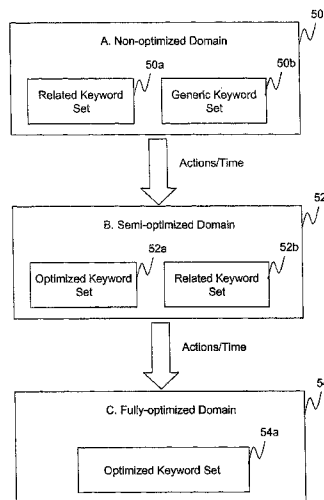 50
A. Non-optimized Domain
50a
50b
Related Keyword
Set
Generic Keyword
Set
Actions/Time
52
B. Semi-optimized Domain
52a
52b
Optimized Keyword
Set
Related Keyword
Set
Actions/Time
C. Fully-optimized Domain
54a
Optimized Keyword Set